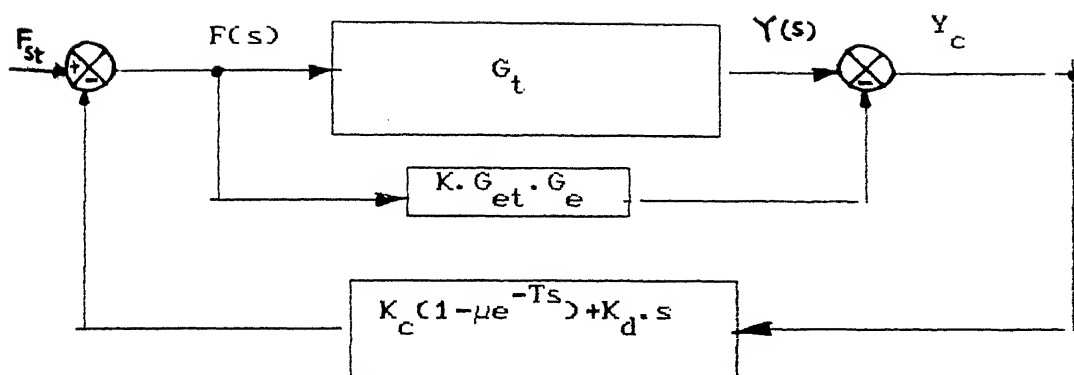 F_st
+
-
F(s)
G_t
Y(s)
-
Y_c
K.G_et.G_e
K_c(1-μe^-Ts)+K_d.s